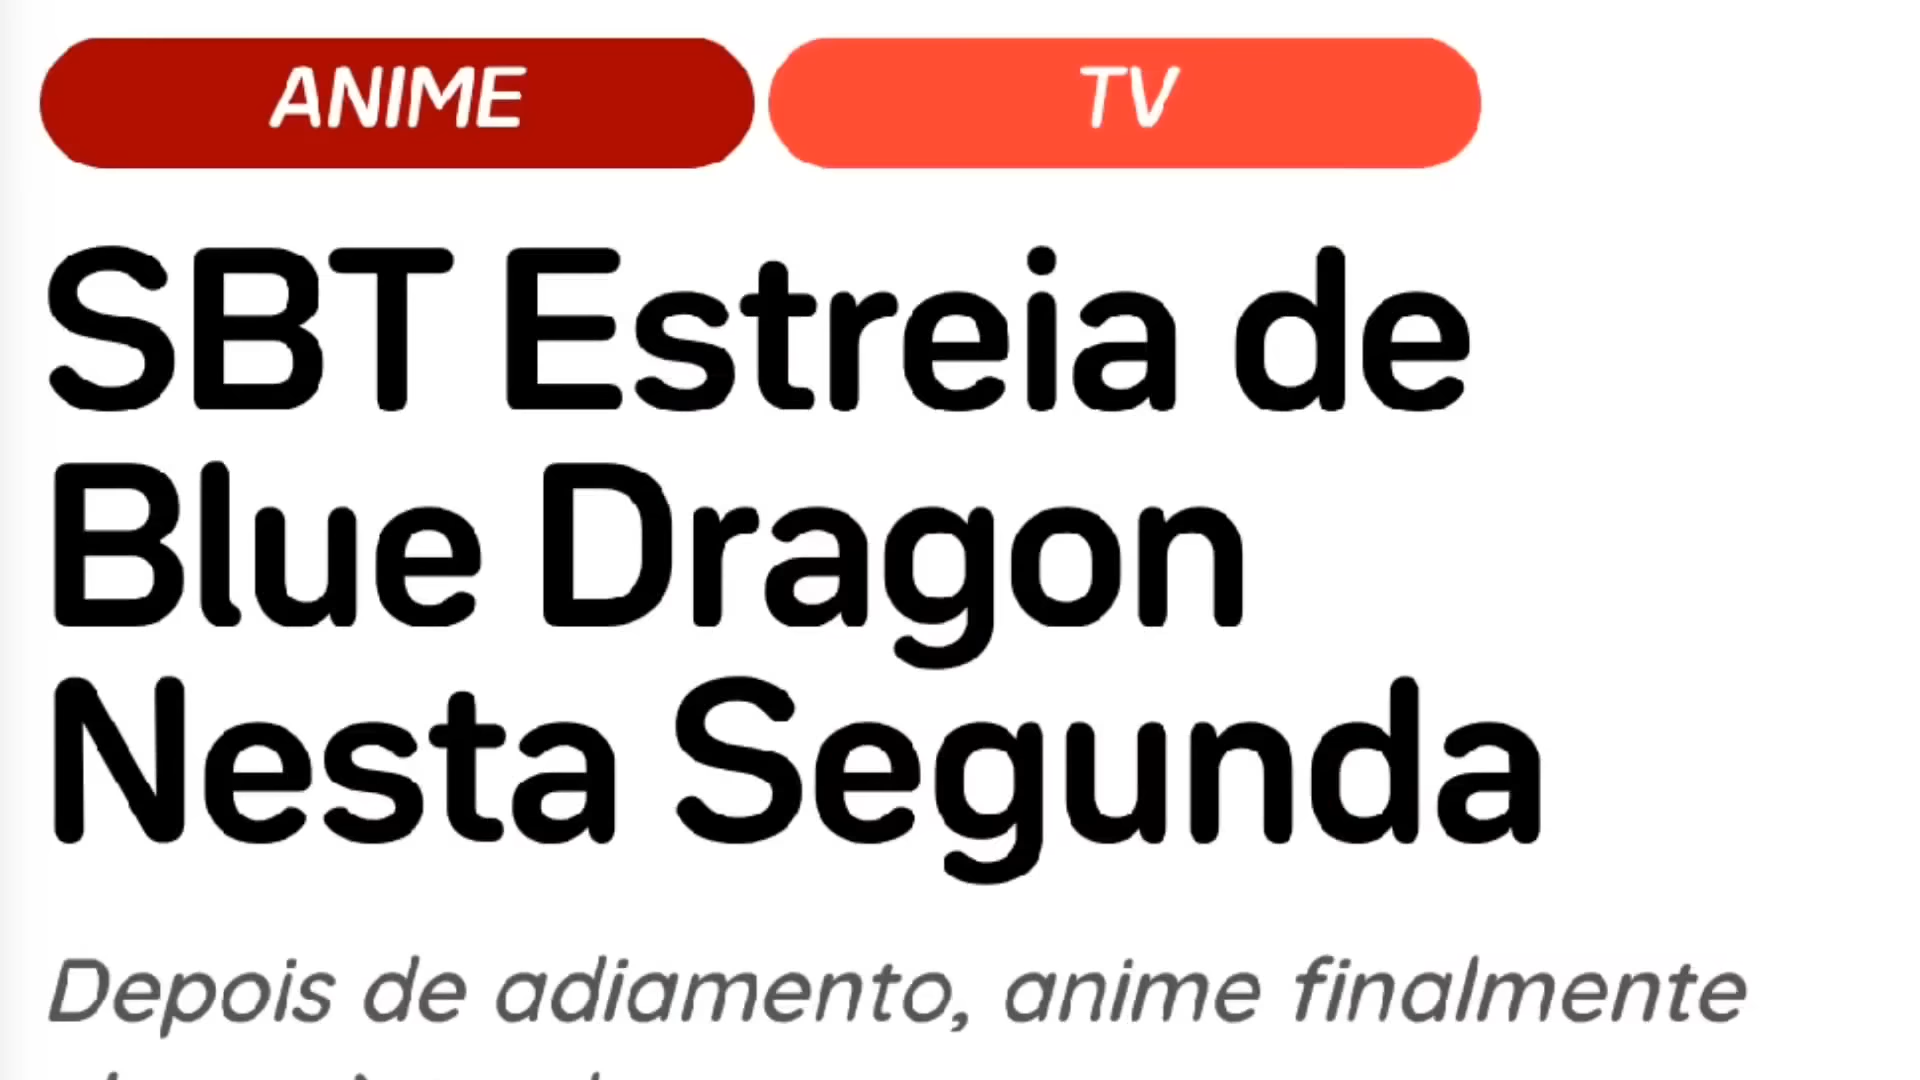 ANIME TV
SBT Estreia de
Blue Dragon
Nesta Segunda
Depois de adiamento, anime finalmente